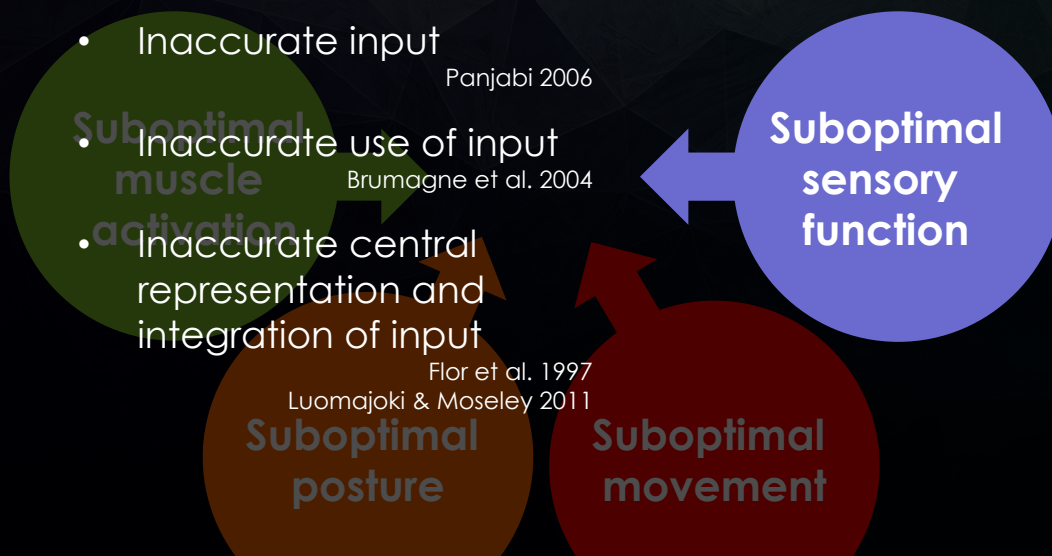 • Inaccurate input
Panjabi 2006
• Inaccurate use of input
Brumagne et al. 2004
• Inaccurate central
representation and
integration of input
Flor et al. 1997
Luomajoki & Moseley 2011
Suboptimal
muscle
activation
Suboptimal
sensory
function
Suboptimal
posture
Suboptimal
movement